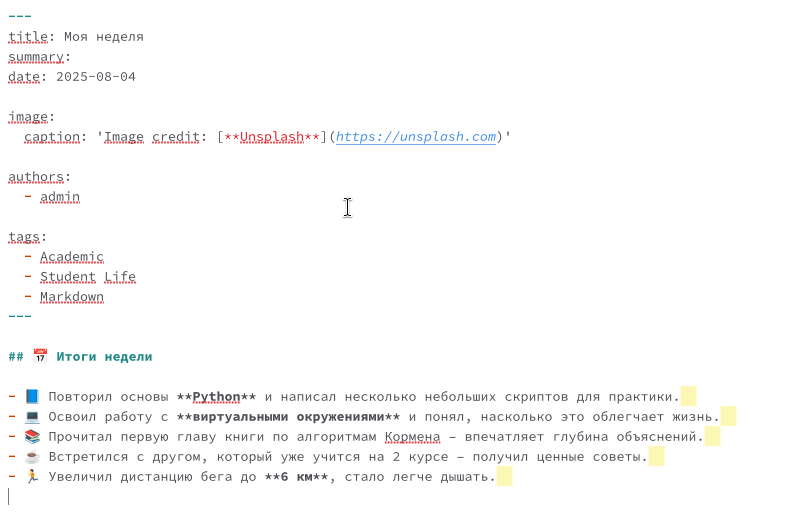 ---
title: Моя неделя
summary:
date: 2025-08-04
image:
caption: 'Image credit: [**Unsplash**](https://unsplash.com)'
authors:
- admin
tags:
- Academic
- Student Life
- Markdown
---
## 📅 Итоги недели
- 📘 Повторил основы **Python** и написал несколько небольших скриптов для практики.
- 💻 Освоил работу с **виртуальными окружениями** и понял, насколько это облегчает жизнь.
- 📚 Прочитал первую главу книги по алгоритмам Кормена – впечатляет глубина объяснений.
- ☕ Встретился с другом, который уже учится на 2 курсе – получил ценные советы.
- 🏃 Увеличил дистанцию бега до **6 км**, стало легче дышать.